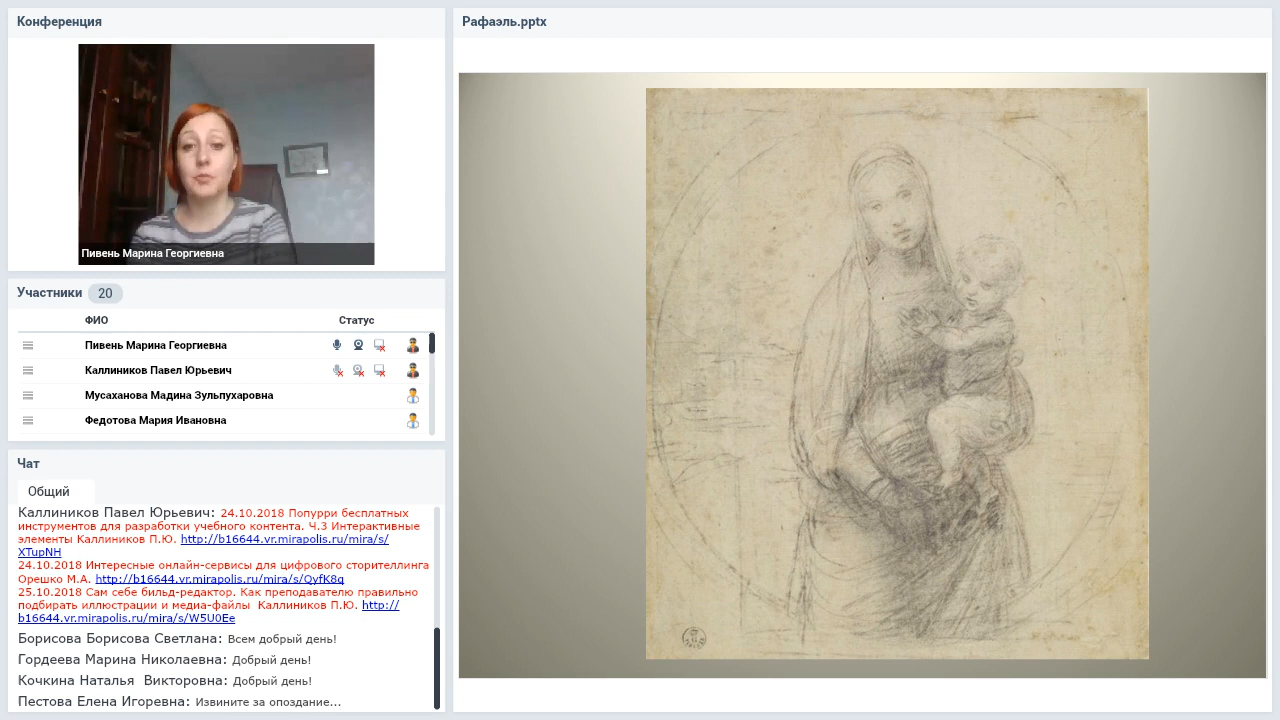 Конференция
Пивень Марина Георгиевна
Участники 20
ФИО Статус
Пивень Марина Георгиевна
Каллиников Павел Юрьевич
Мусаханова Мадина Зульпухаровна
Федотова Мария Ивановна
Чат
Общий
Каллиников Павел Юрьевич: 24.10.2018 Попурри бесплатных
инструментов для разработки учебного контента. Ч.3 Интерактивные
элементы Каллиников П.Ю. http://b16644.vr.mirapolis.ru/mira/s/
XTupNH
24.10.2018 Интересные онлайн-сервисы для цифрового сторителлинга
Орешко М.А. http://b16644.vr.mirapolis.ru/mira/s/QyfK8q
25.10.2018 Сам себе бильд-редактор. Как преподавателю правильно
подбирать иллюстрации и медиа-файлы Каллиников П.Ю. http://
b16644.vr.mirapolis.ru/mira/s/W5U0Ee
Борисова Борисова Светлана: Всем добрый день!
Гордеева Марина Николаевна: Добрый день!
Кочкина Наталья Викторовна: Добрый день!
Пестова Елена Игоревна: Извините за опоздание...
Рафаэль.pptx